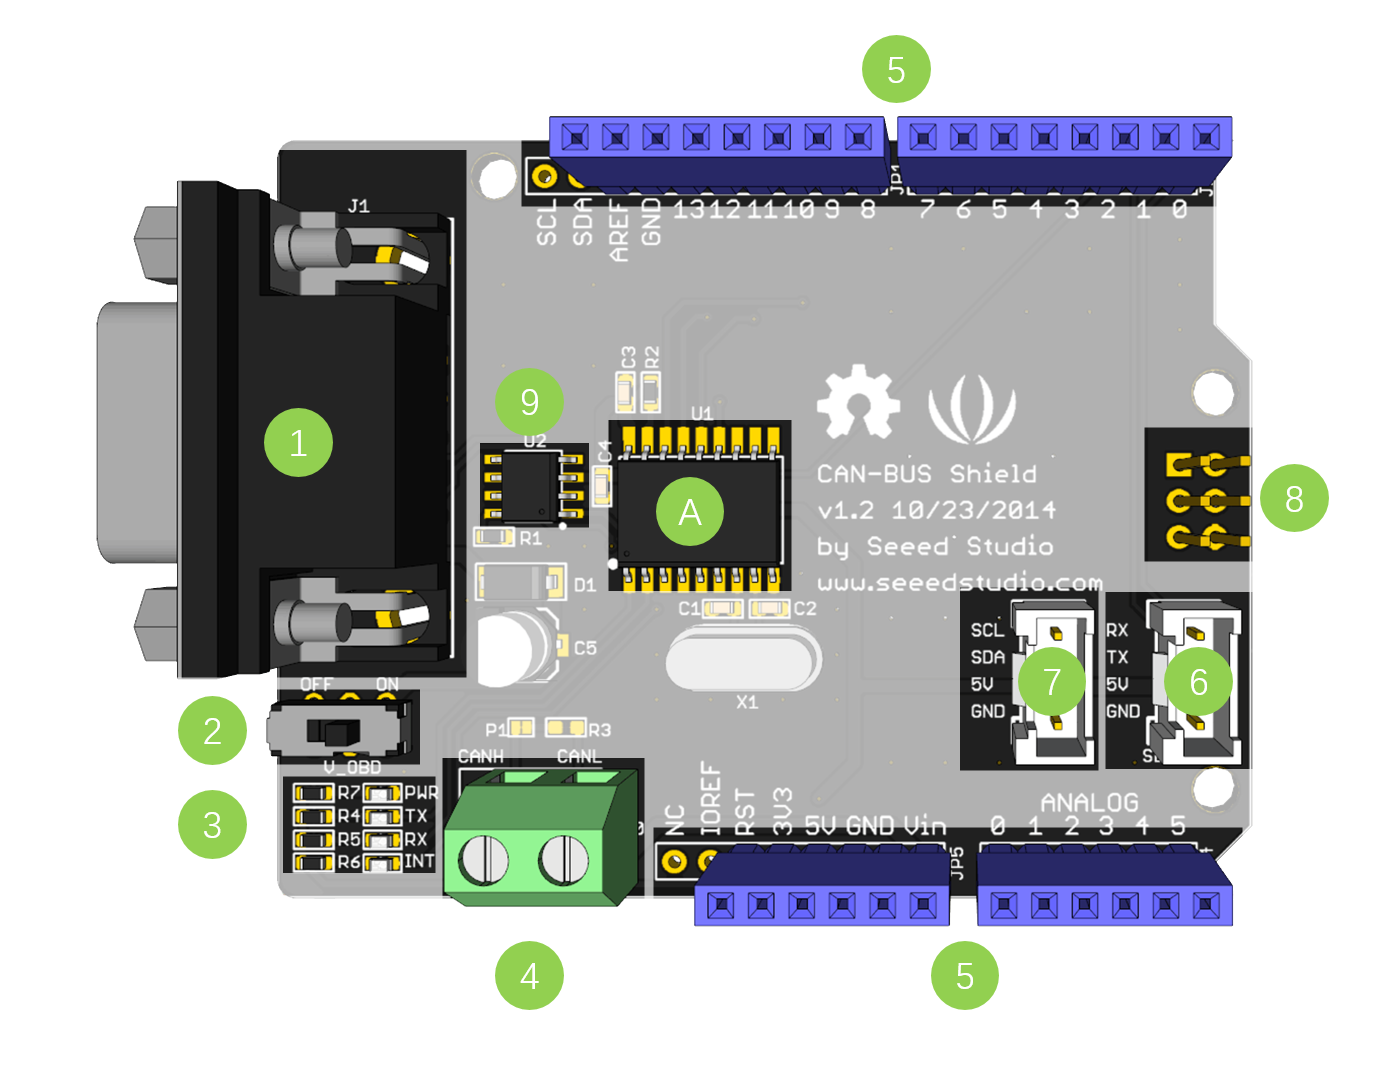 5
J1
JP4
J
SCL
SDA
AREF
GND
13 12 11 10 9 8
7 6 5 4 3 2 1 0
C3
R2
9
U2
U1
C4
1
A
CAN-BUS Shield
v1.2 10/23/2014
by Seeed Studio
www.seeedstudio.com
8
R1
D1
C1
C2
C5
X1
SCL
SDA
5V
GND
7
RX
TX
5V
GND
6
OFF
ON
2
V_OBD
P1
R3
CANH
CANL
3
R7 PWR
R4 TX
R5 RX
R6 INT
NC
IOREF
RST
3V3
5V GND Vin
ANALOG
0 1 2 3 4 5
JP5
4
5